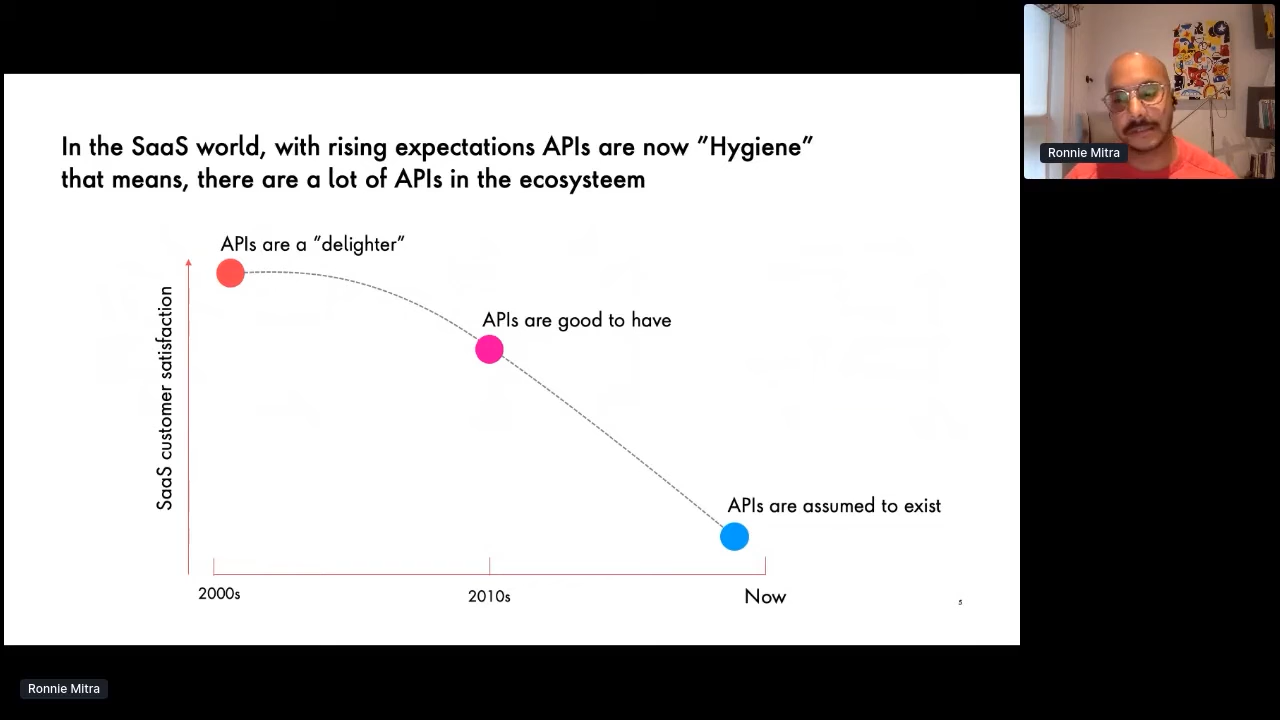 In the SaaS world, with rising expectations APIs are now ”Hygiene”
that means, there are a lot of APIs in the ecosysteem
APIs are a ”delighter”
APIs are good to have
APIs are assumed to exist
SaaS customer satisfaction
2000s
2010s
Now
5
Ronnie Mitra
Ronnie Mitra